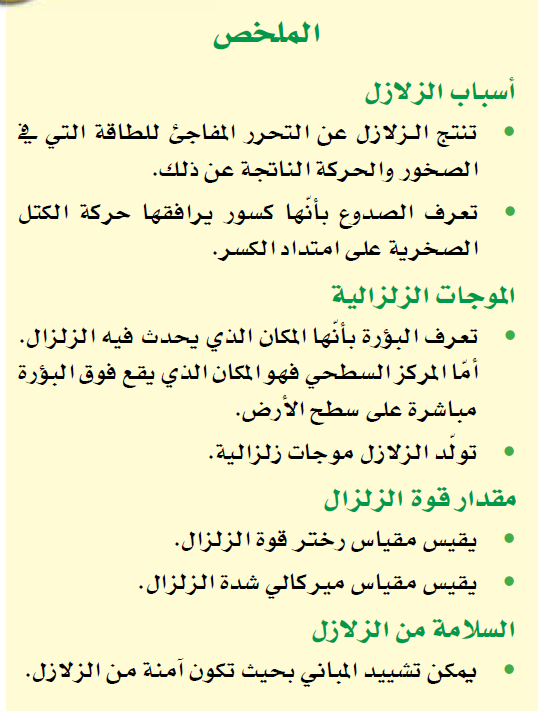 الملخص
أسباب الزلازل
• تنتج الزلازل عن التحرر المفاجئ للطاقة التي في
الصخور والحركة الناتجة عن ذلك.
• تعرف الصدوع بأنّها كسور يرافقها حركة الكتل
الصخرية على امتداد الكسر.
الموجات الزلزالية
• تعرف البؤرة بأنّها المكان الذي يحدث فيه الزلزال.
أمّا المركز السطحي فهو المكان الذي يقع فوق البؤرة
مباشرة على سطح الأرض.
• تولّد الزلازل موجات زلزالية.
مقدار قوة الزلزال
• يقيس مقياس رختر قوة الزلزال.
• يقيس مقياس ميركالي شدة الزلزال.
السلامة من الزلازل
• يمكن تشييد المباني بحيث تكون آمنة من الزلازل.